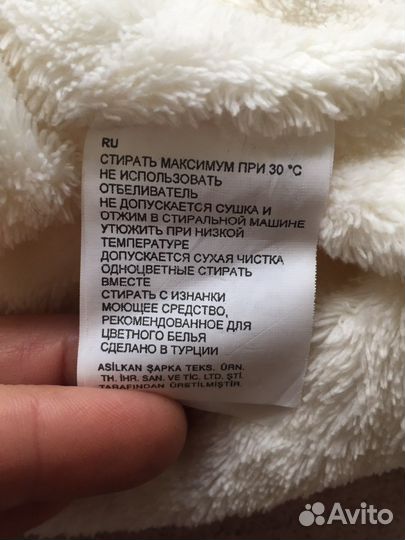 RU
СТИРАТЬ МАКСИМУМ ПРИ 30 °C
НЕ ИСПОЛЬЗОВАТЬ
ОТБЕЛИВАТЕЛЬ
НЕ ДОПУСКАЕТСЯ СУШКА И
ОТЖИМ В СТИРАЛЬНОЙ МАШИНЕ
УТЮЖИТЬ ПРИ НИЗКОЙ
ТЕМПЕРАТУРЕ
ДОПУСКАЕТСЯ СУХАЯ ЧИСТКА
ОДНОЦВЕТНЫЕ СТИРАТЬ
ВМЕСТЕ
СТИРАТЬ С ИЗНАНКИ
МОЮЩЕЕ СРЕДСТВО,
РЕКОМЕНДОВАННОЕ ДЛЯ
ЦВЕТНОГО БЕЛЬЯ
СДЕЛАНО В ТУРЦИИ
ASILKAN ŞAPKA TEKS. ÜRN.
TH. İHR. SAN. VE TİC. LTD. ŞTİ.
TARAFINDAN ÜRETİLMİŞTİR.
Avito